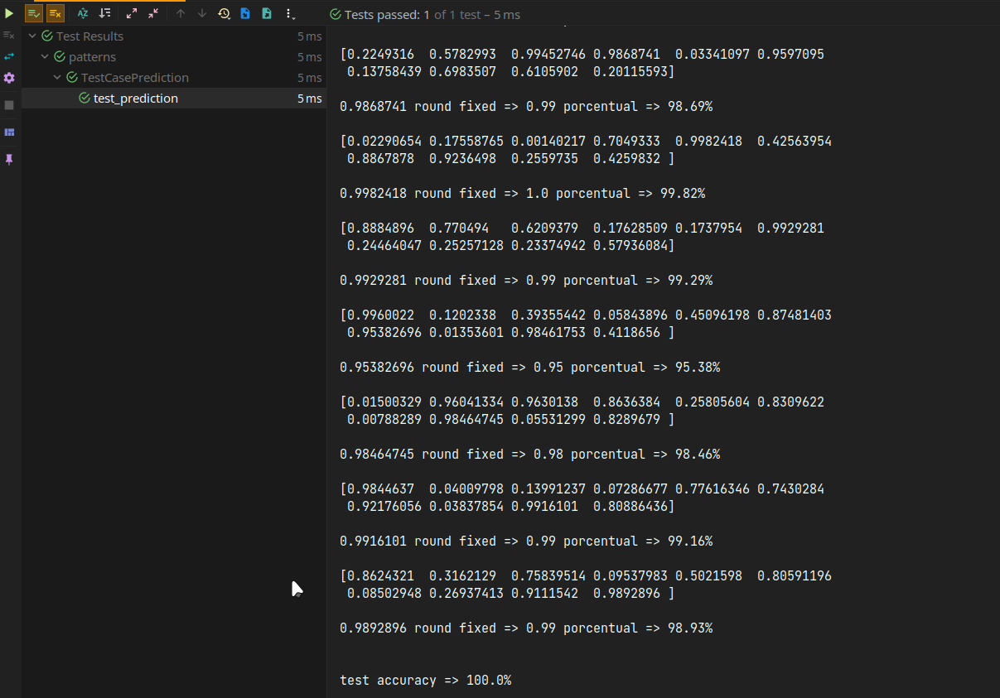 Tests passed: 1 of 1 test – 5 ms
Test Results 5 ms
patterns 5 ms
TestCasePrediction 5 ms
test_prediction 5 ms
[0.2249316  0.5782993  0.99452746 0.9868741  0.03341097 0.9597095
 0.13758439 0.6983507  0.6105902  0.20115593]
0.9868741 round fixed => 0.99 porcentual => 98.69%
[0.02290654 0.17558765 0.00140217 0.7049333  0.9982418  0.42563954
 0.8867878  0.9236498  0.2559735  0.4259832 ]
0.9982418 round fixed => 1.0 porcentual => 99.82%
[0.8884896  0.770494   0.6209379  0.17628509 0.1737954  0.9929281
 0.24464047 0.25257128 0.23374942 0.57936084]
0.9929281 round fixed => 0.99 porcentual => 99.29%
[0.9960022  0.1202338  0.39355442 0.05843896 0.45096198 0.87481403
 0.95382696 0.01353601 0.98461753 0.4118656 ]
0.95382696 round fixed => 0.95 porcentual => 95.38%
[0.01500329 0.96041334 0.9630138  0.8636384  0.25805604 0.8309622
 0.00788289 0.98464745 0.05531299 0.8289679 ]
0.98464745 round fixed => 0.98 porcentual => 98.46%
[0.9844637  0.04009798 0.13991237 0.07286677 0.77616346 0.7430284
 0.92176056 0.03837854 0.9916101  0.80886436]
0.9916101 round fixed => 0.99 porcentual => 99.16%
[0.8624321  0.3162129  0.75839514 0.09537983 0.5021598  0.80591196
 0.08502948 0.26937413 0.9111542  0.9892896 ]
0.9892896 round fixed => 0.99 porcentual => 98.93%
test accuracy => 100.0%